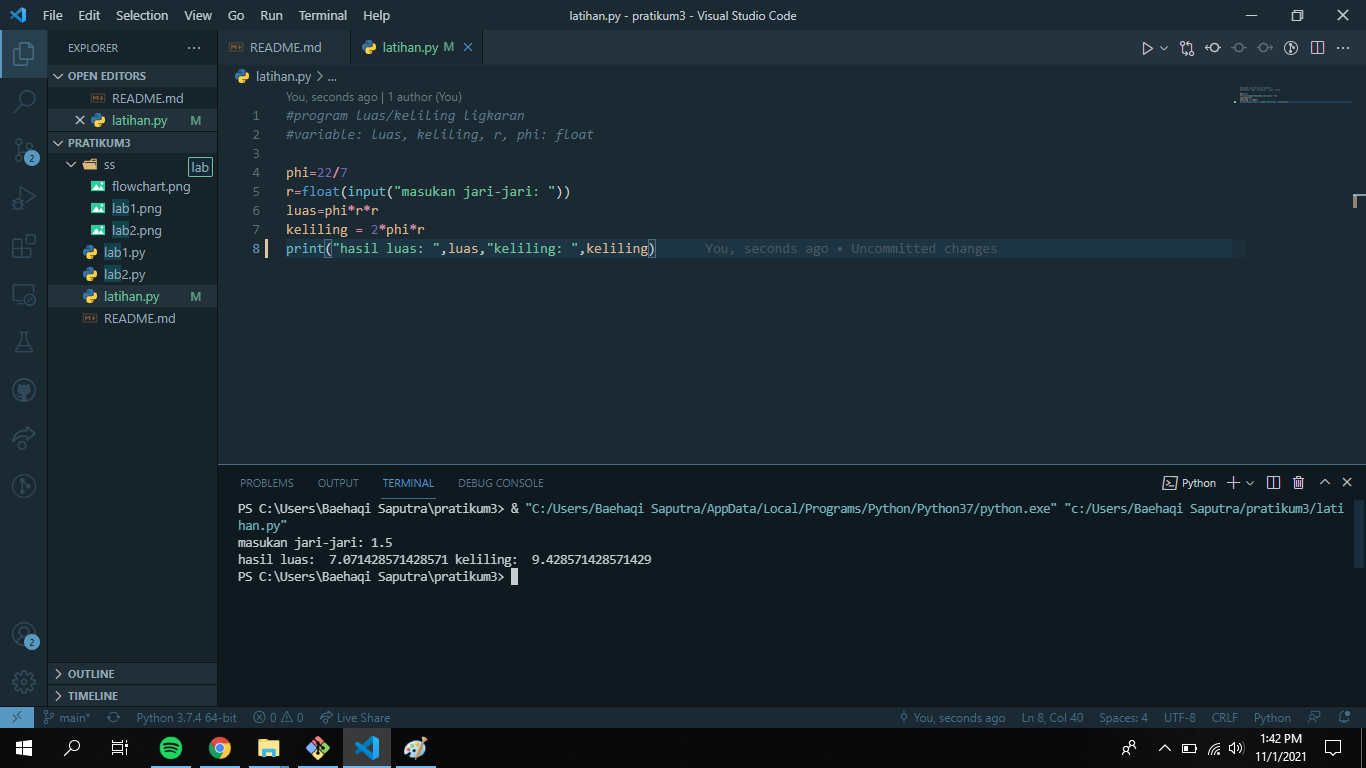 File Edit Selection View Go Run Terminal Help latihan.py - pratikum3 - Visual Studio Code
EXPLORER ···
README.md latihan.py M
OPEN EDITORS
README.md
latihan.py M
PRATIKUM3
ss
lab
flowchart.png
lab1.png
lab2.png
lab1.py
lab2.py
latihan.py M
README.md
OUTLINE
TIMELINE
2
2
latihan.py > ...
You, seconds ago | 1 author (You)
1 #program luas/keliling ligkaran
2 #variable: luas, keliling, r, phi: float
3
4 phi=22/7
5 r=float(input("masukan jari-jari: "))
6 luas=phi*r*r
7 keliling = 2*phi*r
8 print("hasil luas: ",luas,"keliling: ",keliling) You, seconds ago • Uncommitted changes
PROBLEMS OUTPUT TERMINAL DEBUG CONSOLE Python
PS C:\Users\Baehaqi Saputra\pratikum3> & "C:/Users/Baehaqi Saputra/AppData/Local/Programs/Python/Python37/python.exe" "c:/Users/Baehaqi Saputra/pratikum3/lati
han.py"
masukan jari-jari: 1.5
hasil luas:  7.071428571428571 keliling:  9.428571428571429
PS C:\Users\Baehaqi Saputra\pratikum3>
main* Python 3.7.4 64-bit 0 0 Live Share You, seconds ago Ln 8, Col 40 Spaces: 4 UTF-8 CRLF Python
1:42 PM
11/1/2021